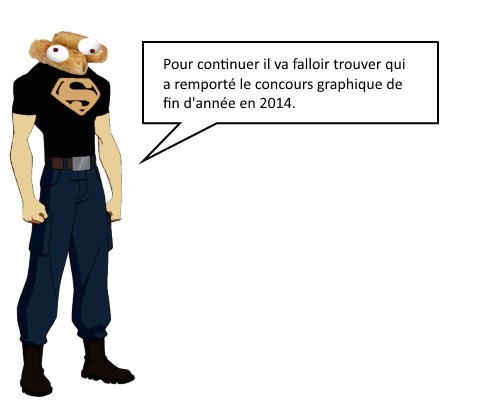 Pour continuer il va falloir trouver qui
a remporté le concours graphique de
fin d'année en 2014.